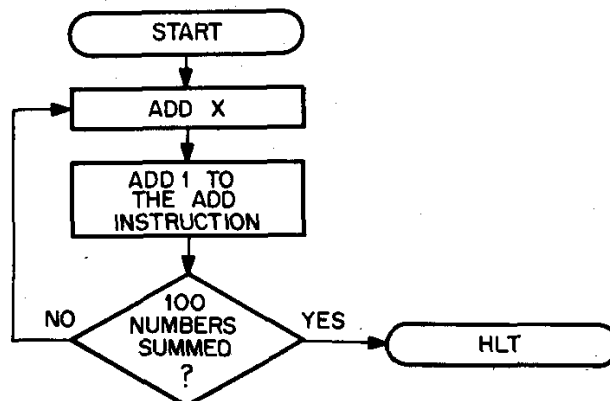 START
ADD X
ADD 1 TO
THE ADD
INSTRUCTION
100
NUMBERS
SUMMED
?
NO
YES
HLT